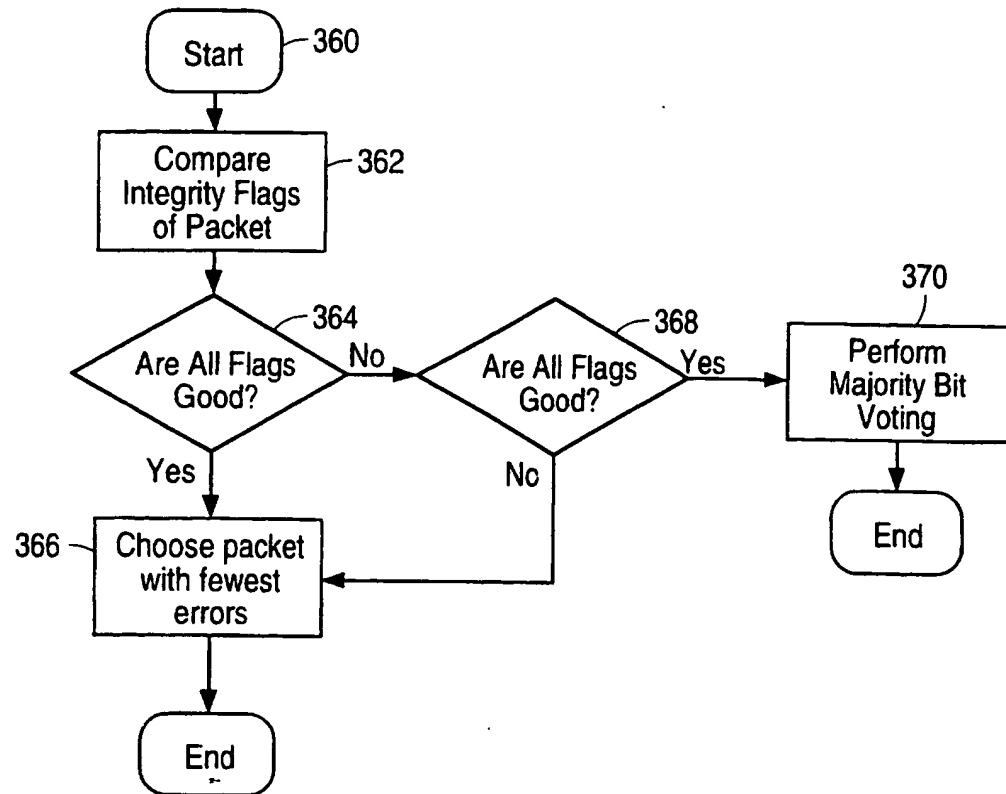 Start
360
Compare
Integrity Flags
of Packet
362
Are All Flags
Good?
364
No
Yes
Are All Flags
Good?
368
Yes
No
370
Perform
Majority Bit
Voting
End
366
Choose packet
with fewest
errors
End